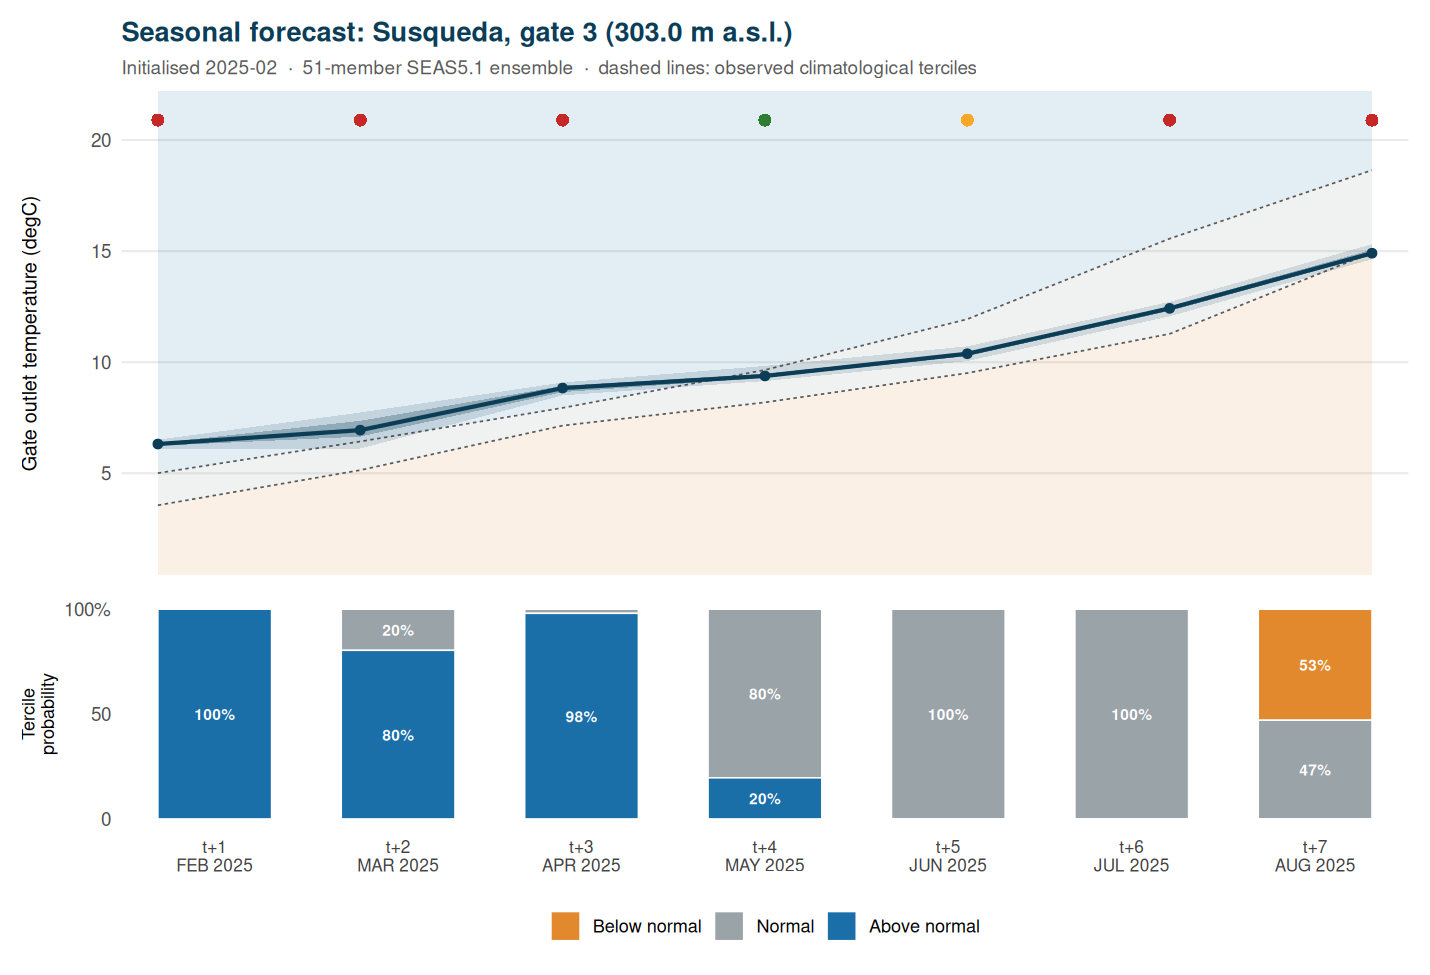 Seasonal forecast: Susqueda, gate 3 (303.0 m a.s.l.)
Initialised 2025-02 · 51-member SEAS5.1 ensemble · dashed lines: observed climatological terciles
Gate outlet temperature (degC)
20
15
10
5
Tercile
probability
100%
50
0
100%
20%
80%
98%
80%
20%
100%
100%
53%
47%
t+1
FEB 2025
t+2
MAR 2025
t+3
APR 2025
t+4
MAY 2025
t+5
JUN 2025
t+6
JUL 2025
t+7
AUG 2025
Below normal
Normal
Above normal